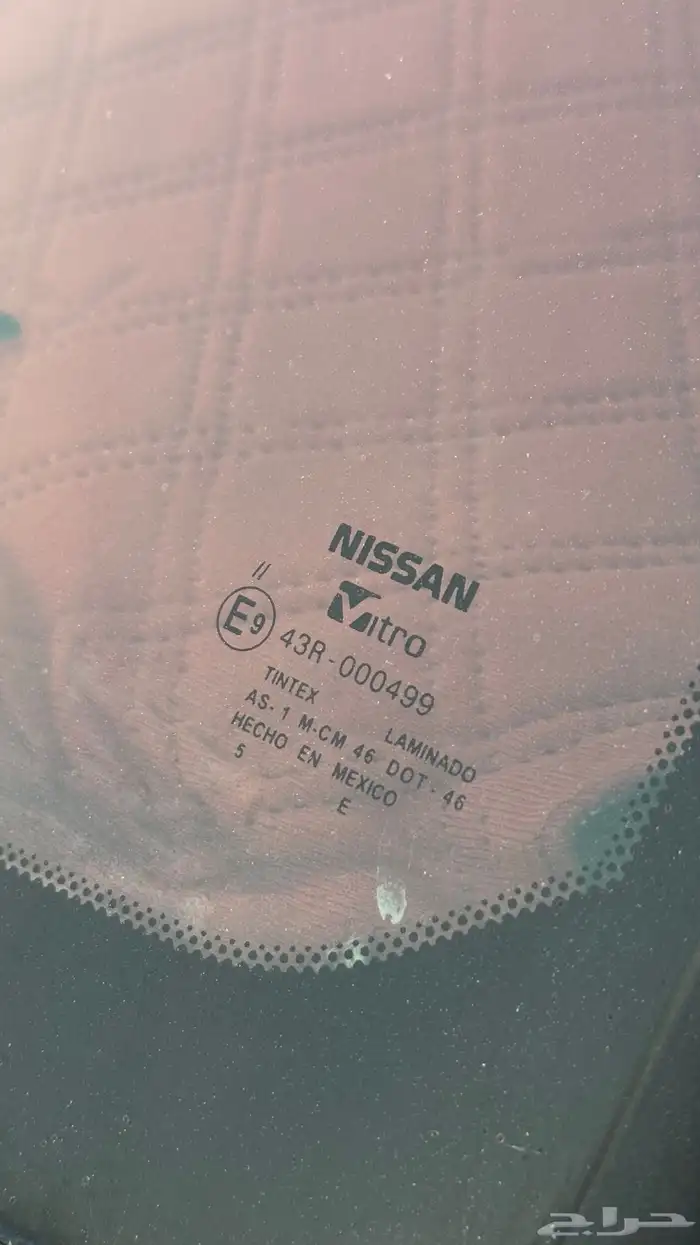 NISSAN
Vitro
//
E9 43R-000499
TINTEX LAMINADO
AS-1 M-CM 46 DOT-46
HECHO EN MEXICO
5 E
حراج